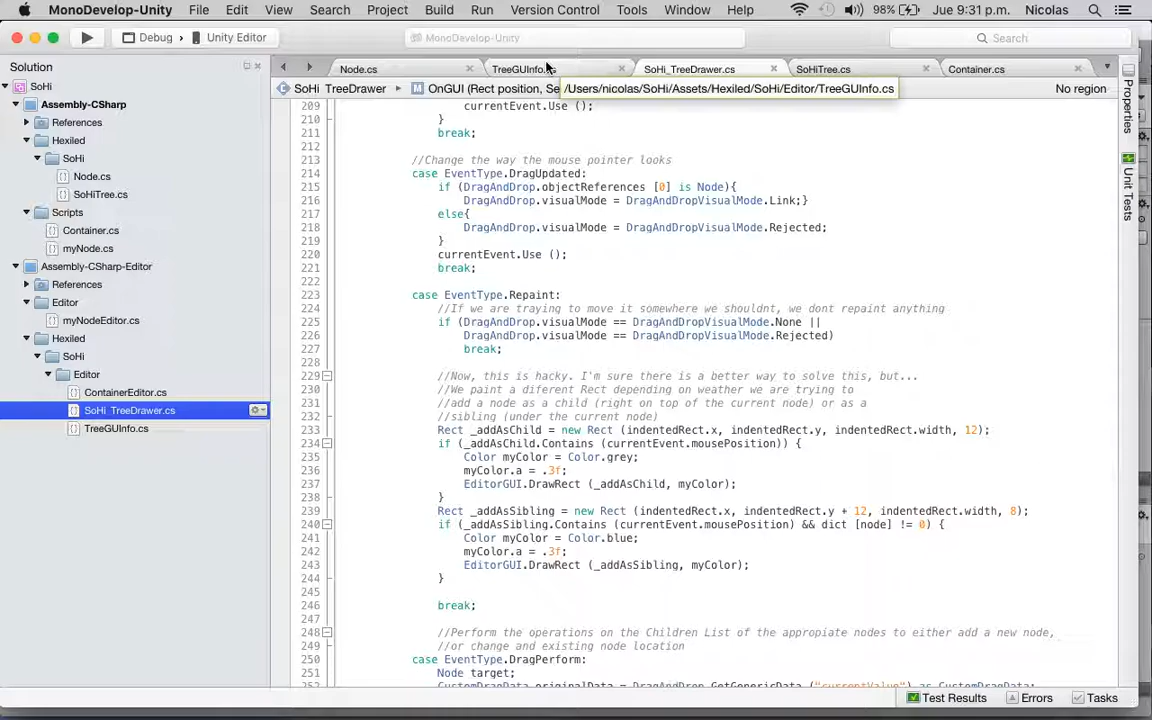 MonoDevelop-Unity File Edit View Search Project Build Run Version Control Tools Window Help 98% Jue 9:31 p.m. Nicolas
Debug Unity Editor MonoDevelop-Unity Search
Solution
Node.cs TreeGUInfo.cs SoHi_TreeDrawer.cs SoHiTree.cs Container.cs
SoHi_TreeDrawer OnGUI (Rect position, Se /Users/nicolas/SoHi/Assets/Hexiled/SoHi/Editor/TreeGUInfo.cs No region
SoHi
Assembly-CSharp
References
Hexiled
SoHi
Node.cs
SoHiTree.cs
Scripts
Container.cs
myNode.cs
Assembly-CSharp-Editor
References
Editor
myNodeEditor.cs
Hexiled
SoHi
Editor
ContainerEditor.cs
SoHi_TreeDrawer.cs
TreeGUInfo.cs
209 currentEvent.Use ();
210 }
211 break;
212
213 //Change the way the mouse pointer looks
214 case EventType.DragUpdated:
215 if (DragAndDrop.objectReferences [0] is Node){
216 DragAndDrop.visualMode = DragAndDropVisualMode.Link;}
217 else{
218 DragAndDrop.visualMode = DragAndDropVisualMode.Rejected;
219 }
220 currentEvent.Use ();
221 break;
222
223 case EventType.Repaint:
224 //If we are traying to move it somewhere we shouldnt, we dont repaint anything
225 if (DragAndDrop.visualMode == DragAndDropVisualMode.None ||
226 DragAndDrop.visualMode == DragAndDropVisualMode.Rejected)
227 break;
228
229 //Now, this is hacky. I'm sure there is a better way to solve this, but...
230 //We paint a diferent Rect depending on weather we are trying to
231 //add a node as a child (right on top of the current node) or as a
232 //sibling (under the current node)
233 Rect _addAsChild = new Rect (indentedRect.x, indentedRect.y, indentedRect.width, 12);
234 if (_addAsChild.Contains (currentEvent.mousePosition)) {
235 Color myColor = Color.grey;
236 myColor.a = .3f;
237 EditorGUI.DrawRect (_addAsChild, myColor);
238 }
239 Rect _addAsSibling = new Rect (indentedRect.x, indentedRect.y + 12, indentedRect.width, 8);
240 if (_addAsSibling.Contains (currentEvent.mousePosition) && dict [node] != 0) {
241 Color myColor = Color.blue;
242 myColor.a = .3f;
243 EditorGUI.DrawRect (_addAsSibling, myColor);
244 }
245
246 break;
247
248 //Perform the operations on the Children List of the appropiate nodes to either add a new node,
249 //or change and existing node location
250 case EventType.DragPerform:
251 Node target;
252 CustomDragData originalData = DragAndDrop.GetGenericData ("currentValue") as CustomDragData;
Properties
Unit Tests
Test Results Errors Tasks